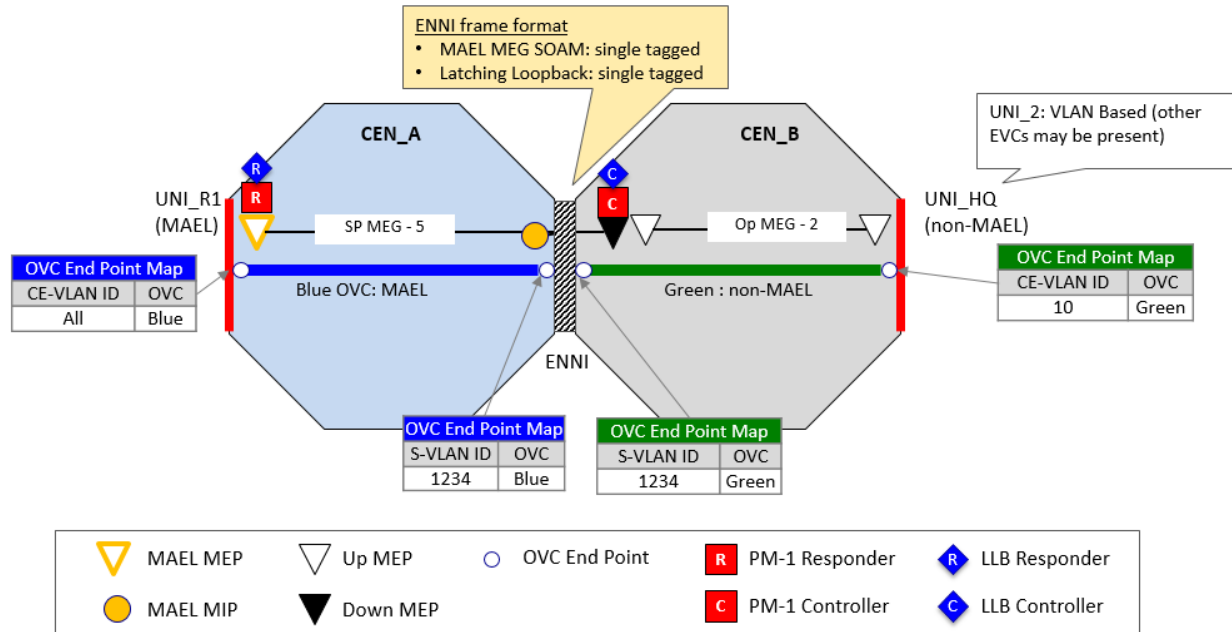 ENNI frame format
• MAEL MEG SOAM: single tagged
• Latching Loopback: single tagged
CEN_A
CEN_B
UNI_2: VLAN Based (other
EVCs may be present)
R
R
C
C
UNI_R1
(MAEL)
SP MEG - 5
Op MEG - 2
UNI_HQ
(non-MAEL)
OVC End Point Map
CE-VLAN ID OVC
All Blue
Blue OVC: MAEL
Green : non-MAEL
OVC End Point Map
CE-VLAN ID OVC
10 Green
ENNI
OVC End Point Map
S-VLAN ID OVC
1234 Blue
OVC End Point Map
S-VLAN ID OVC
1234 Green
MAEL MEP
Up MEP
OVC End Point
R PM-1 Responder
R LLB Responder
MAEL MIP
Down MEP
C PM-1 Controller
C LLB Controller